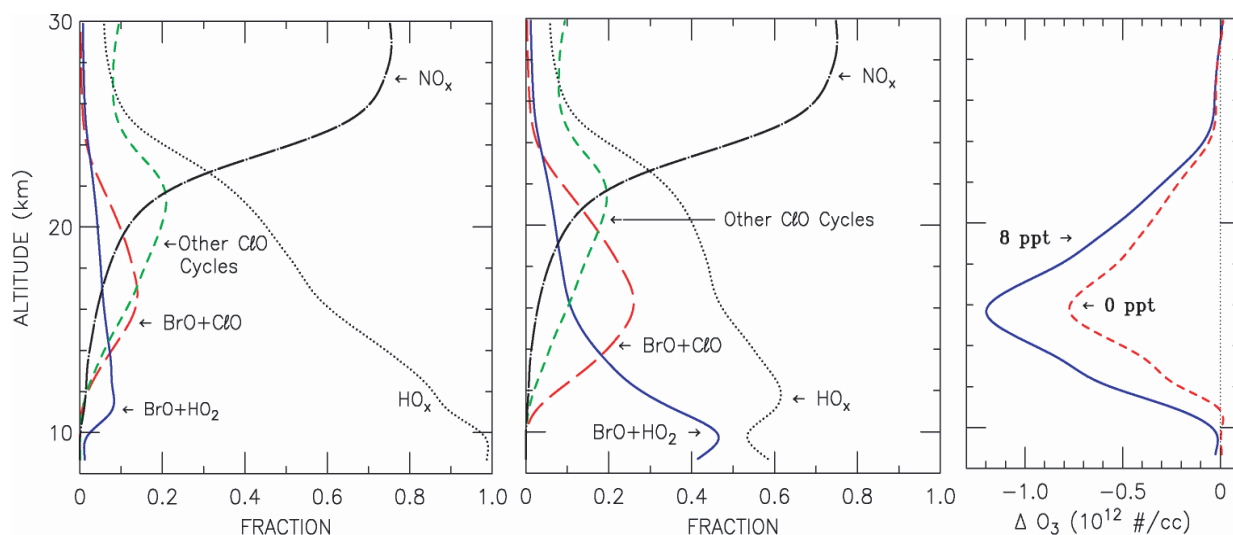 ALTITUDE (km)
30
20
10
NOₓ
Other CℓO
Cycles
BrO+CℓO
BrO+HO₂
HOₓ
0
0.2
0.4
0.6
0.8
1.0
FRACTION
NOₓ
Other CℓO Cycles
BrO+CℓO
HOₓ
BrO+HO₂
0
0.2
0.4
0.6
0.8
1.0
FRACTION
8 ppt
0 ppt
−1.0
−0.5
0
Δ O₃ (10¹² #/cc)